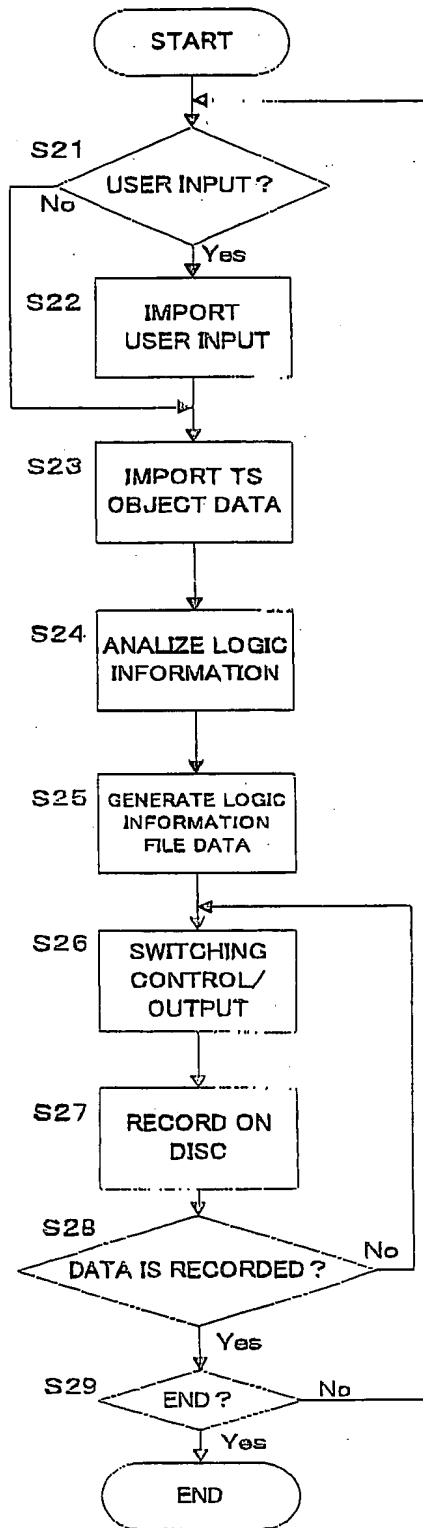 START
S21
USER INPUT?
No
Yes
S22
IMPORT
USER INPUT
S23
IMPORT TS
OBJECT DATA
S24
ANALIZE LOGIC
INFORMATION
S25
GENERATE LOGIC
INFORMATION
FILE DATA
S26
SWITCHING
CONTROL/
OUTPUT
S27
RECORD ON
DISC
S28
DATA IS RECORDED?
No
Yes
S29
END?
No
Yes
END